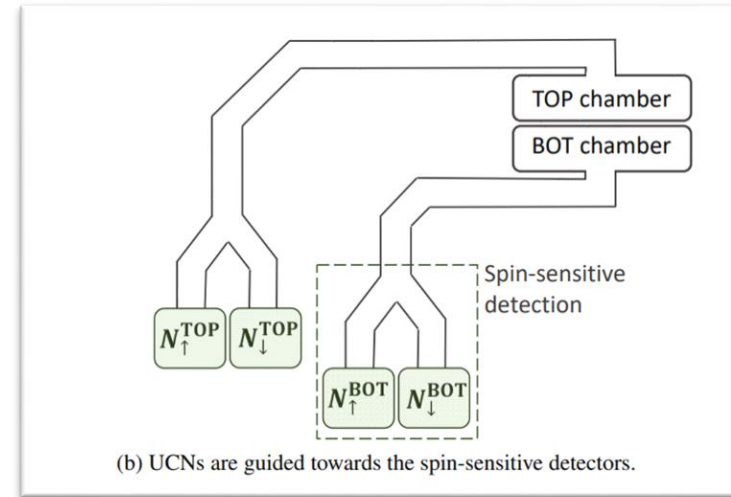 TOP chamber
BOT chamber
Spin-sensitive
detection
N↑^TOP N↓^TOP
N↑^BOT N↓^BOT
(b) UCNs are guided towards the spin-sensitive detectors.